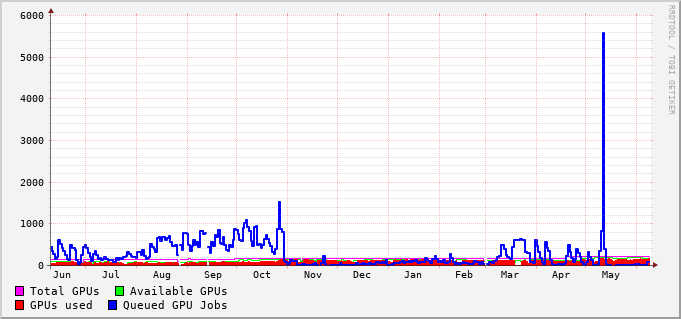 6000
5000
4000
3000
2000
1000
0
Jun Jul Aug Sep Oct Nov Dec Jan Feb Mar Apr May
Total GPUs Available GPUs
GPUs used Queued GPU Jobs
RRDTOOL / TOBI OETIKER